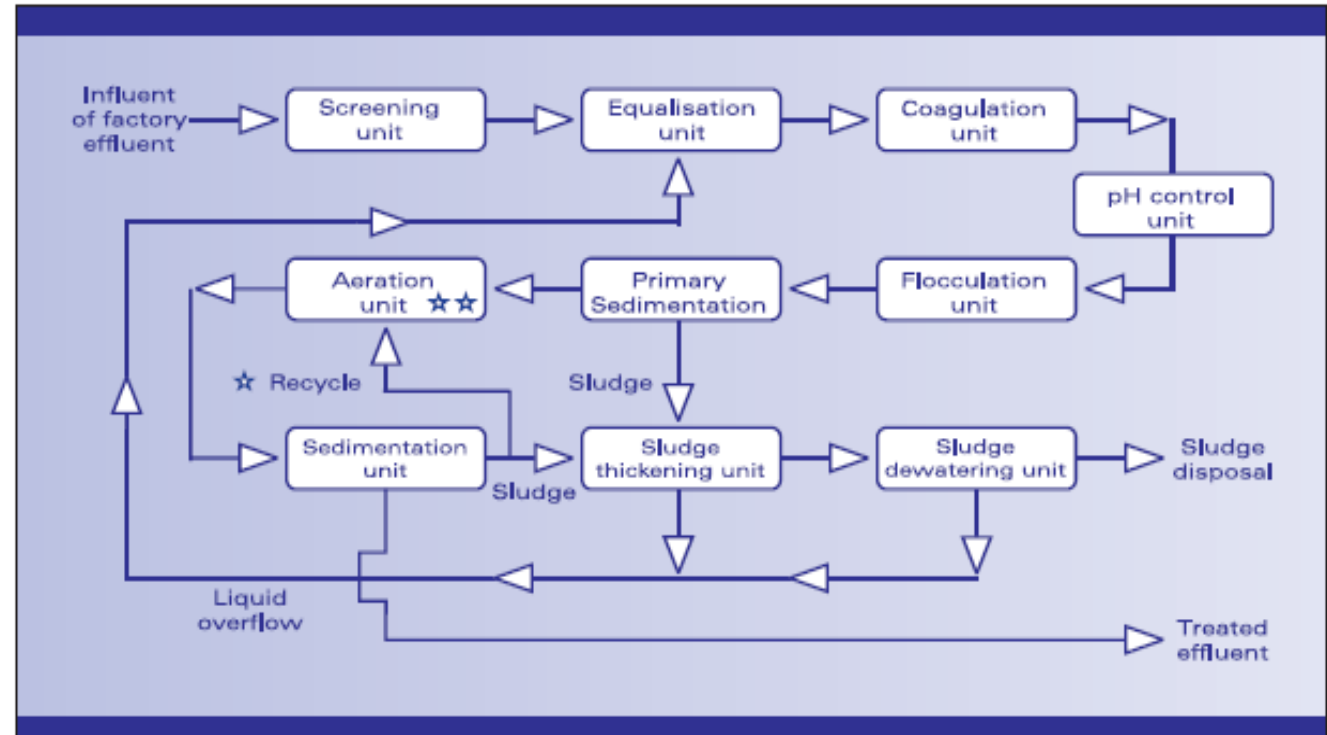 Influent
of factory
effluent
Screening
unit
Equalisation
unit
Coagulation
unit
pH control
unit
Aeration
unit
Primary
Sedimentation
Flocculation
unit
☆ Recycle
Sludge
Sedimentation
unit
Sludge
Sludge
thickening unit
Sludge
dewatering unit
Sludge
disposal
Liquid
overflow
Treated
effluent